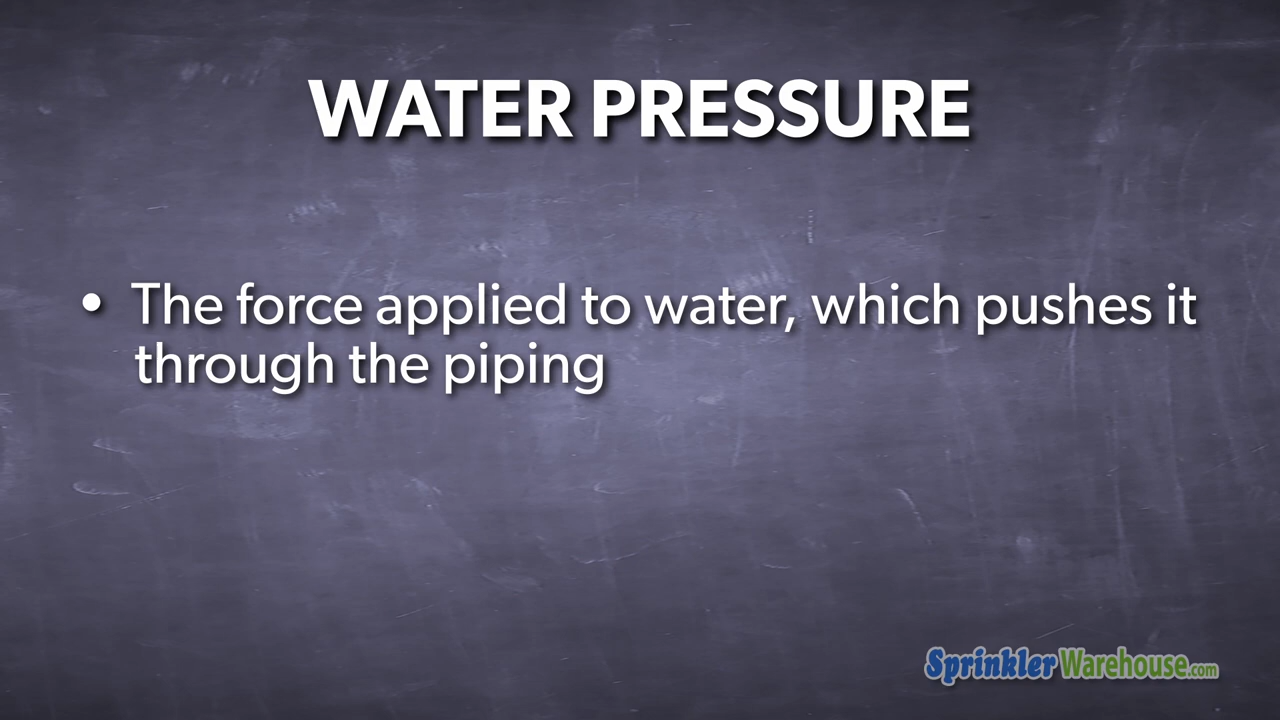 WATER PRESSURE
• The force applied to water, which pushes it
through the piping
SprinklerWarehouse.com